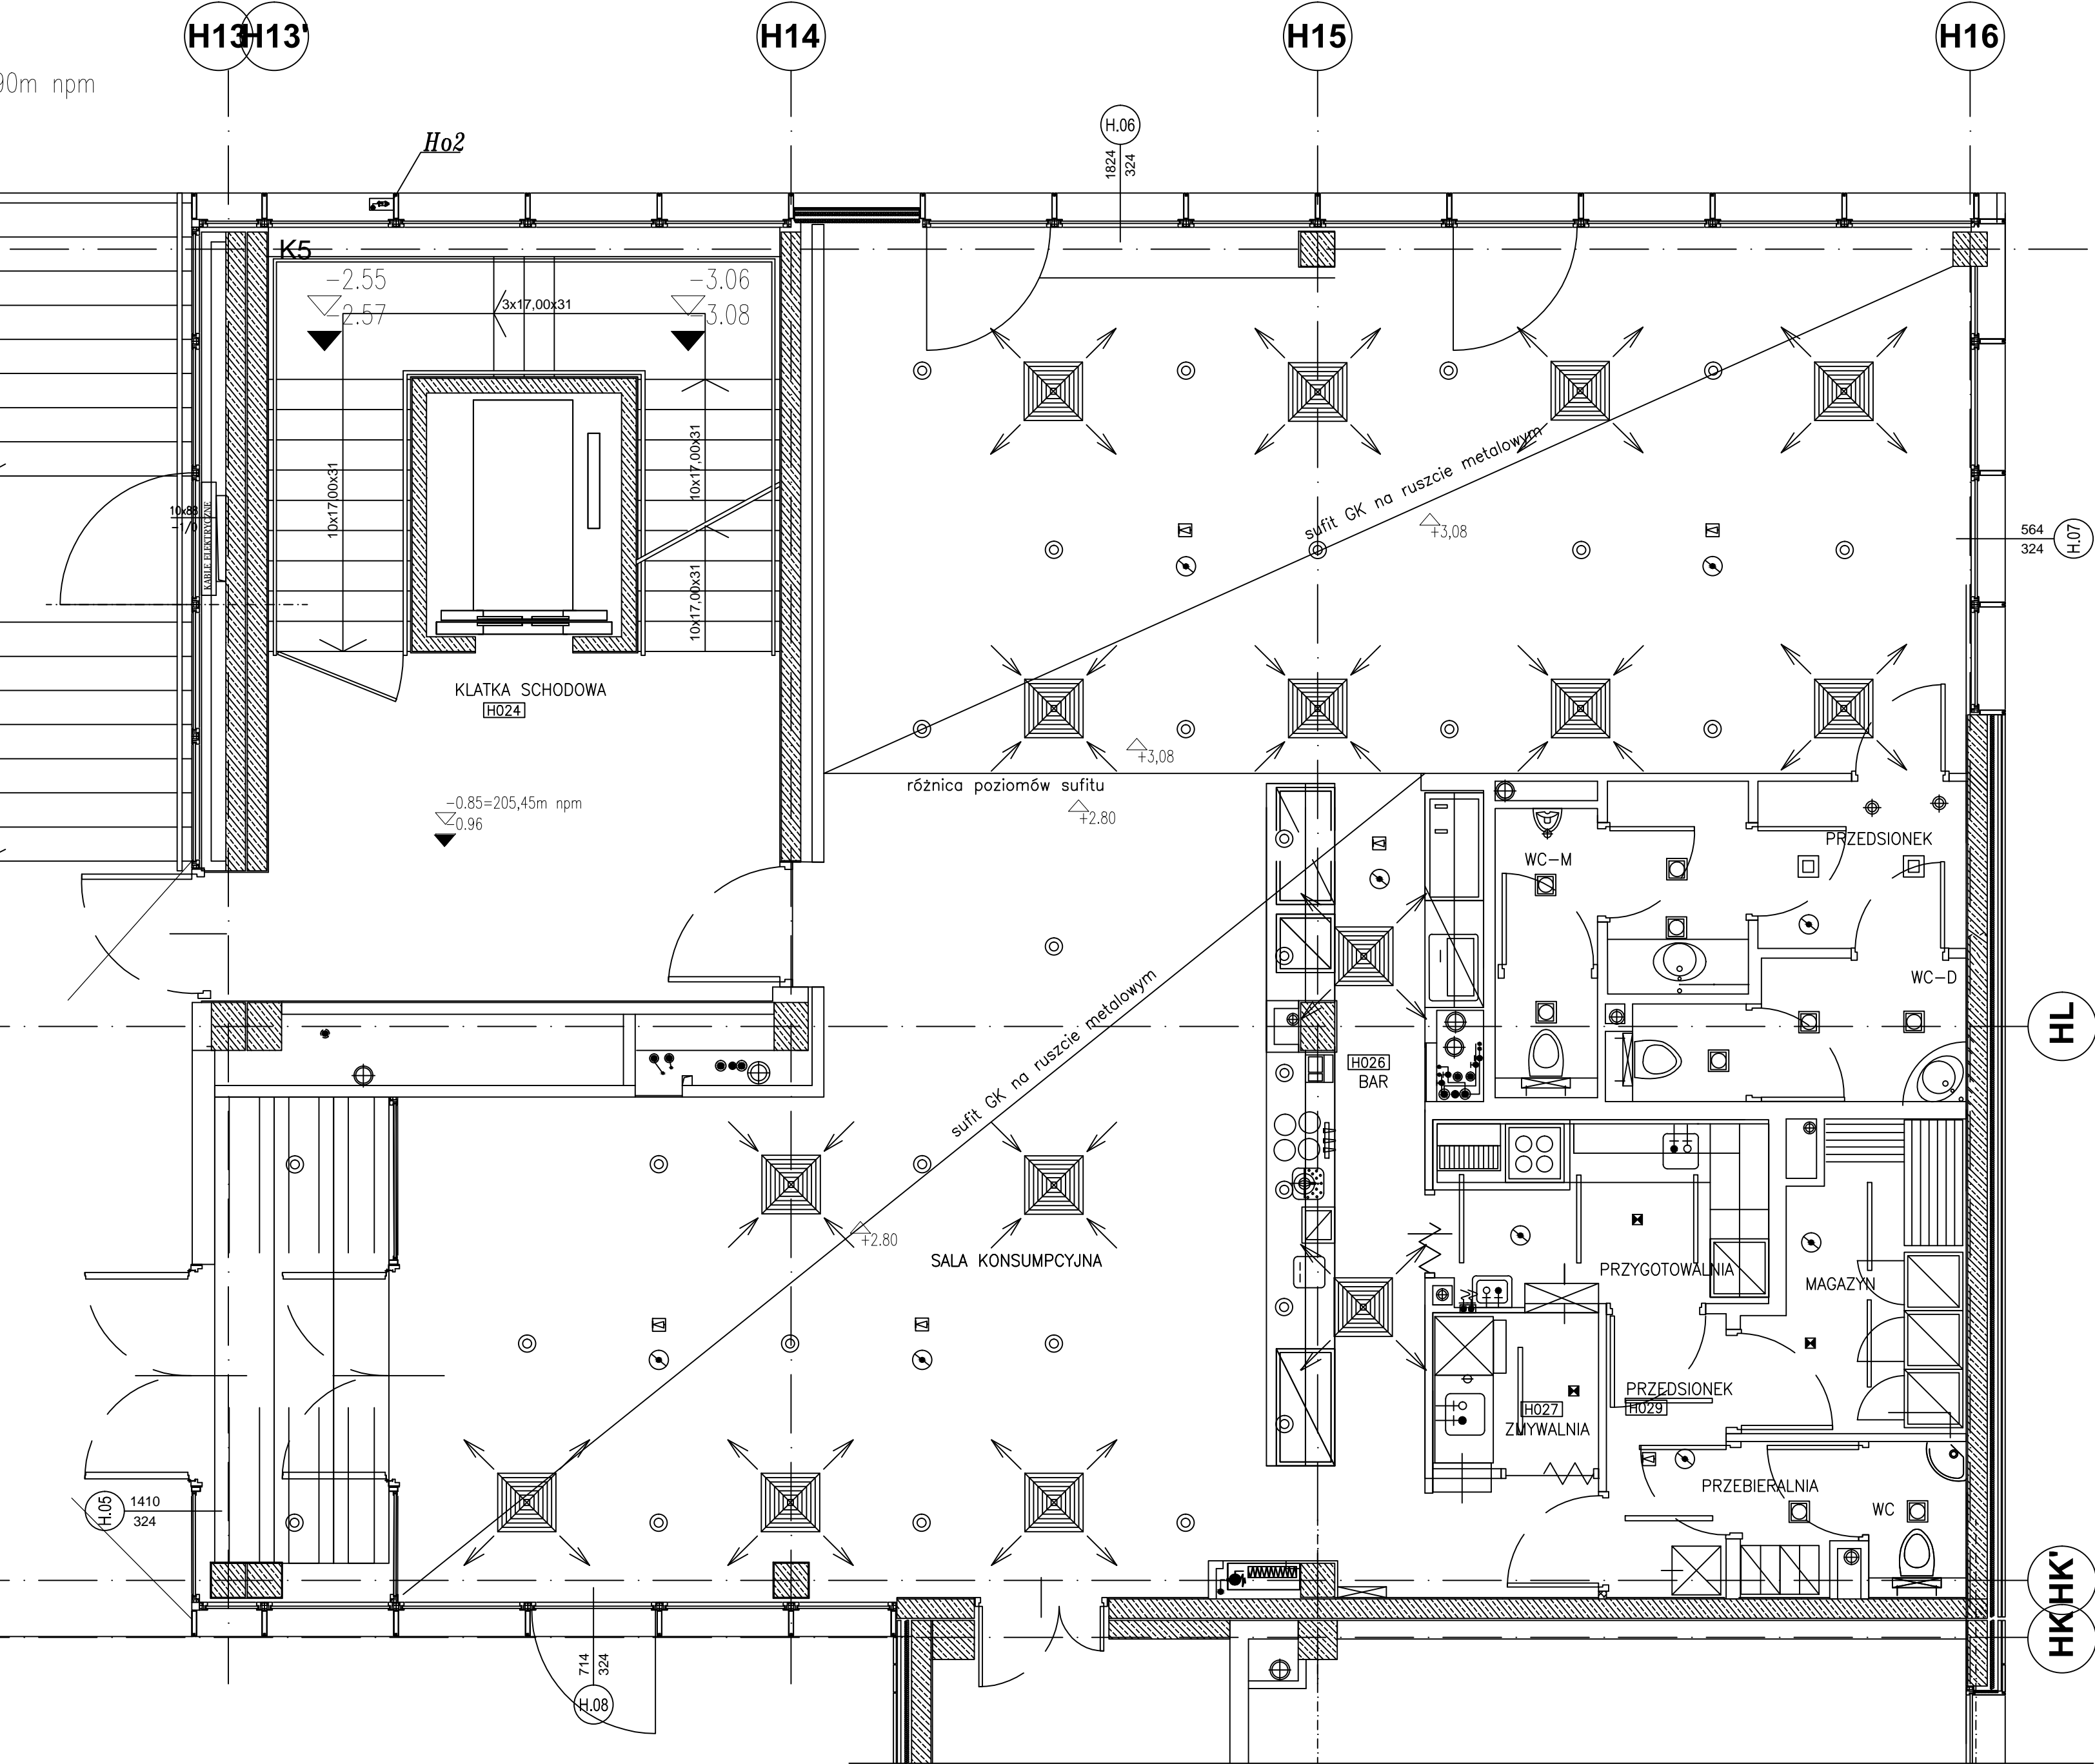 H13 H13' H14 H15 H16
90m npm
Ho2
H.06
1824
324
K5
-2.55
-2.57
-3.06
-3.08
3x17,00x31
10x17,00x31
10x17,00x31
10x17,00x31
KABLE ELEKTRYCZNE
sufit GK na ruszcie metalowym
+3,08
564
324
H.07
KLATKA SCHODOWA
H024
+3,08
różnica poziomów sufitu
+2.80
-0.85=205,45m npm
-0.96
PRZEDSIONEK
WC-M
WC-D
HL
sufit GK na ruszcie metalowym
H026
BAR
+2.80
SALA KONSUMPCYJNA
PRZYGOTOWALNIA
MAGAZYN
PRZEDSIONEK
H029
H027
ZMYWALNIA
PRZEBIERALNIA
WC
H.05
1410
324
HK'
HK
714
324
H.08